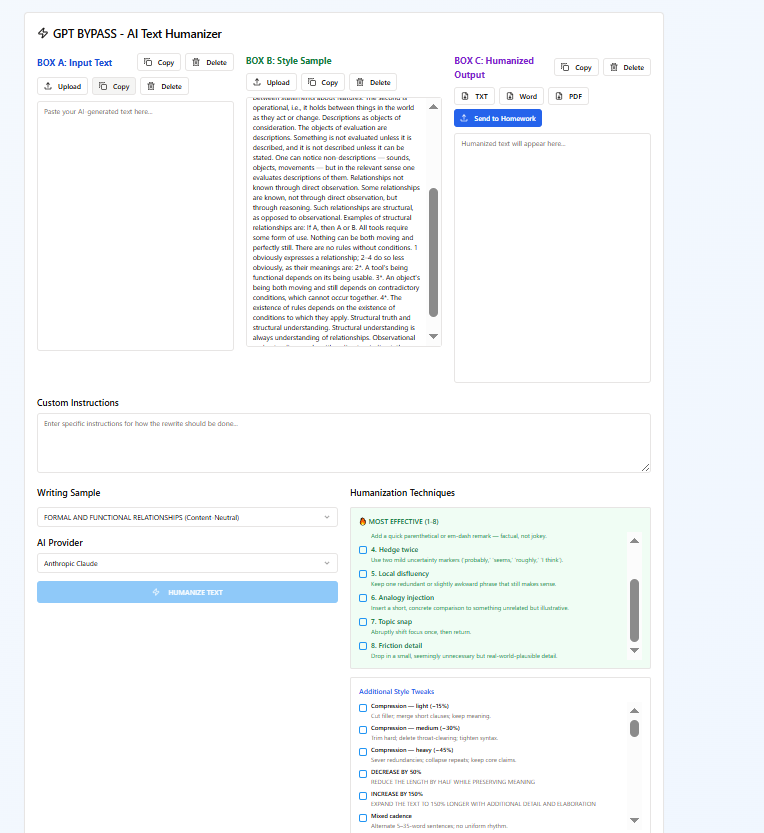 GPT BYPASS - AI Text Humanizer
BOX A: Input Text
Copy
Delete
Upload
Copy
Delete
Paste your AI-generated text here...
BOX B: Style Sample
Upload
Copy
Delete
operational, i.e., it holds between things in the world
as they act or change. Descriptions as objects of
consideration. The objects of evaluation are
descriptions. Something is not evaluated unless it is
described, and it is not described unless it can be
stated. One can notice non-descriptions — sounds,
objects, movements — but in the relevant sense one
evaluates descriptions of them. Relationships not
known through direct observation. Some relationships
are known, not through direct observation, but
through reasoning. Such relationships are structural,
as opposed to observational. Examples of structural
relationships are: If A, then A or B. All tools require
some form of use. Nothing can be both moving and
perfectly still. There are no rules without conditions. 1
obviously expresses a relationship; 2-4 do so less
obviously, as their meanings are: 2*. A tool's being
functional depends on its being usable. 3*. An object's
being both moving and still depends on contradictory
conditions, which cannot occur together. 4*. The
existence of rules depends on the existence of
conditions to which they apply. Structural truth and
structural understanding. Structural understanding is
always understanding of relationships. Observational
BOX C: Humanized
Output
Copy
Delete
TXT
Word
PDF
Send to Homework
Humanized text will appear here...
Custom Instructions
Enter specific instructions for how the rewrite should be done...
Writing Sample
FORMAL AND FUNCTIONAL RELATIONSHIPS (Content-Neutral)
AI Provider
Anthropic Claude
HUMANIZE TEXT
Humanization Techniques
🔥 MOST EFFECTIVE (1-8)
Add a quick parenthetical or em-dash remark — factual, not jokey.
4. Hedge twice
Use two mild uncertainty markers ('probably,' 'seems,' 'roughly,' 'I think').
5. Local disfluency
Keep one redundant or slightly awkward phrase that still makes sense.
6. Analogy injection
Insert a short, concrete comparison to something unrelated but illustrative.
7. Topic snap
Abruptly shift focus once, then return.
8. Friction detail
Drop in a small, seemingly unnecessary but real-world-plausible detail.
Additional Style Tweaks
Compression — light (−15%)
Cut filler; merge short clauses; keep meaning.
Compression — medium (−30%)
Trim hard; delete throat-clearing; tighten syntax.
Compression — heavy (−45%)
Sever redundancies; collapse repeats; keep core claims.
DECREASE BY 50%
REDUCE THE LENGTH BY HALF WHILE PRESERVING MEANING
INCREASE BY 150%
EXPAND THE TEXT TO 150% LONGER WITH ADDITIONAL DETAIL AND ELABORATION
Mixed cadence
Alternate 5–35-word sentences; no uniform rhythm.